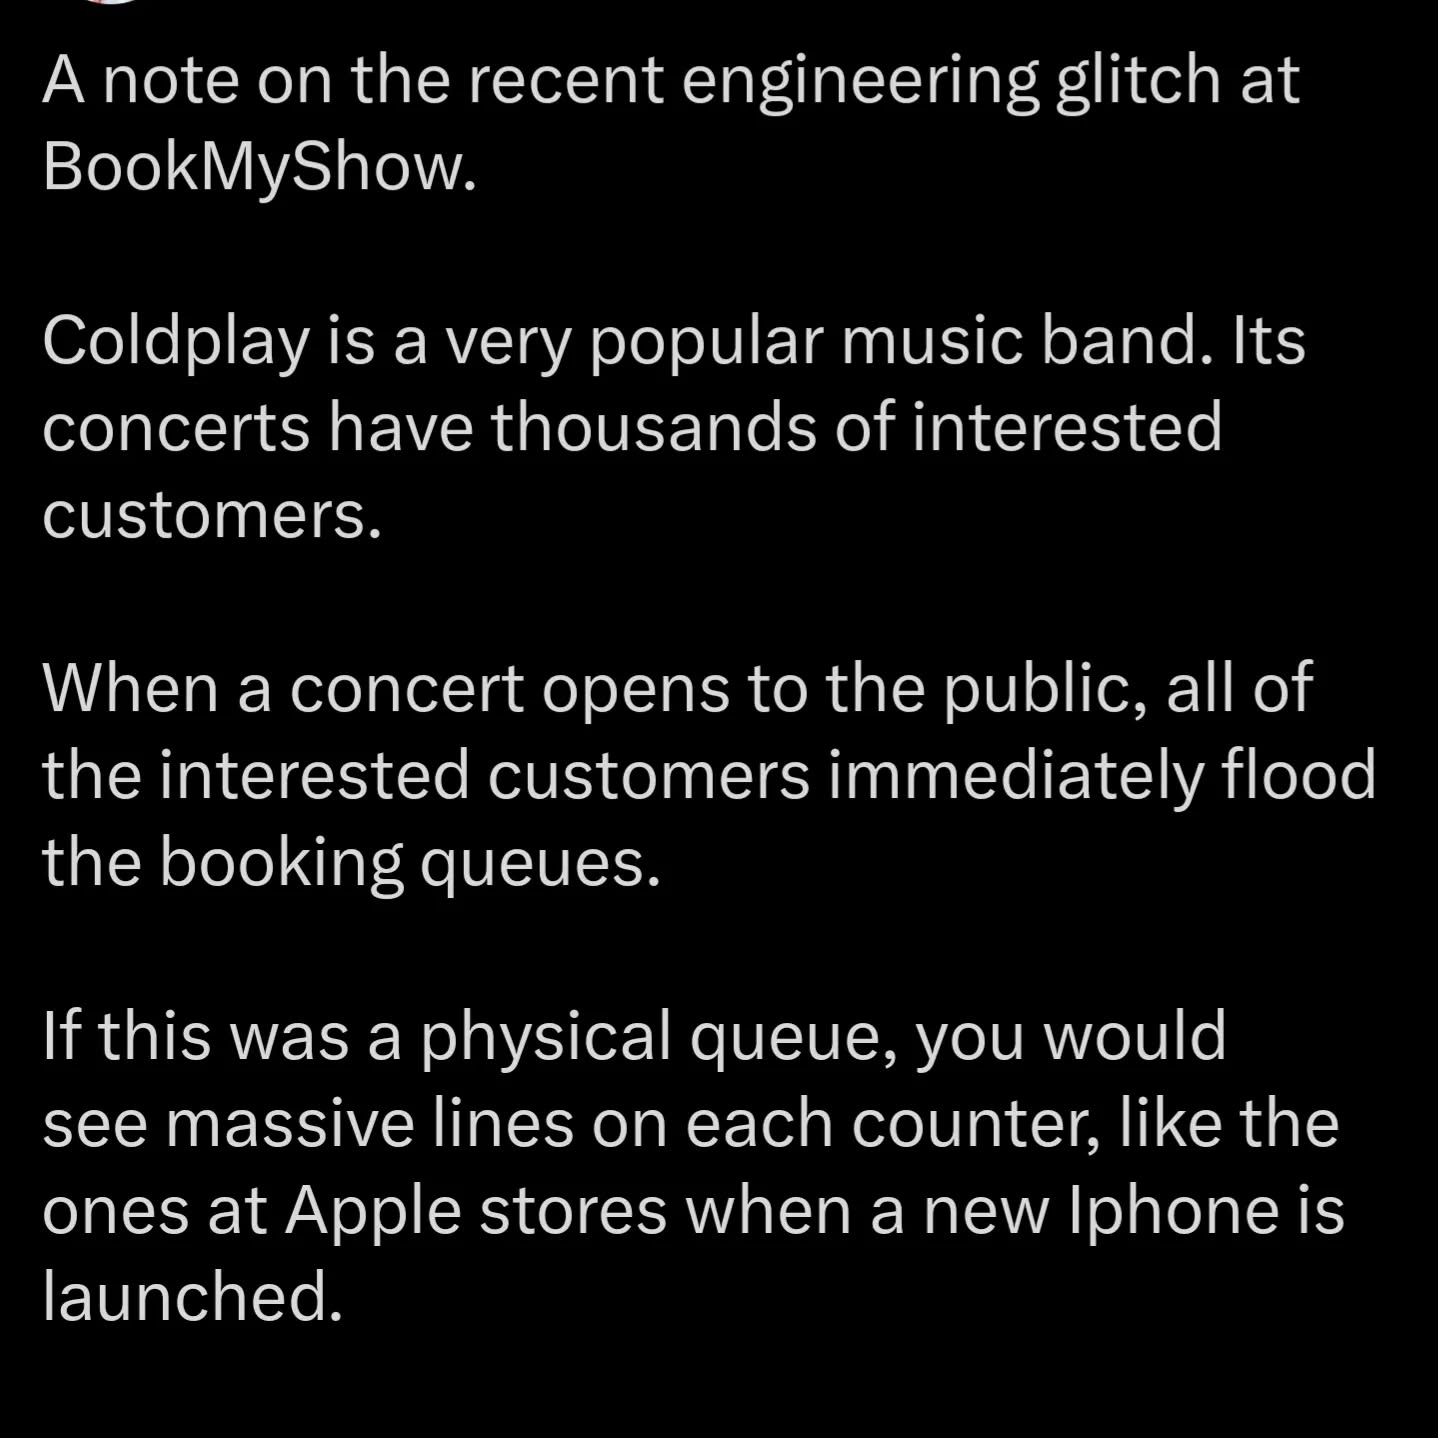 A note on the recent engineering glitch at
BookMyShow.
Coldplay is a very popular music band. Its
concerts have thousands of interested
customers.
When a concert opens to the public, all of
the interested customers immediately flood
the booking queues.
If this was a physical queue, you would
see massive lines on each counter, like the
ones at Apple stores when a new Iphone is
launched.